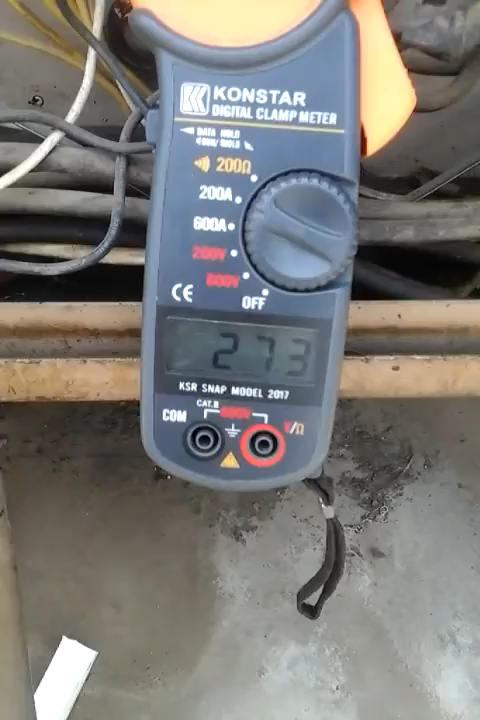 KONSTAR
DIGITAL CLAMP METER
DATA HOLD
200Ω
200A
600A
200V
600V
OFF
CE
273
KSR SNAP MODEL 2017
CAT.II
COM 600V V/Ω